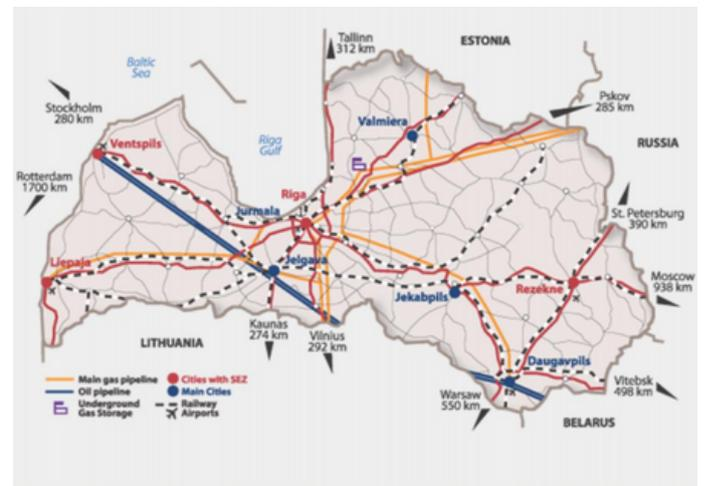 Tallinn
312 km
ESTONIA
Baltic
Sea
Stockholm
280 km
Pskov
285 km
Valmiera
Ventspils
Riga
Gulf
RUSSIA
Rotterdam
1700 km
Riga
Jurmala
St. Petersburg
390 km
Liepaja
Jelgava
Moscow
938 km
Rezekne
Jekabpils
Kaunas
274 km
Vilnius
292 km
LITHUANIA
Daugavpils
Warsaw
550 km
Vitebsk
498 km
BELARUS
Main gas pipeline
Cities with SEZ
Oil pipeline
Main Cities
Underground
Gas Storage
Railway
Airports